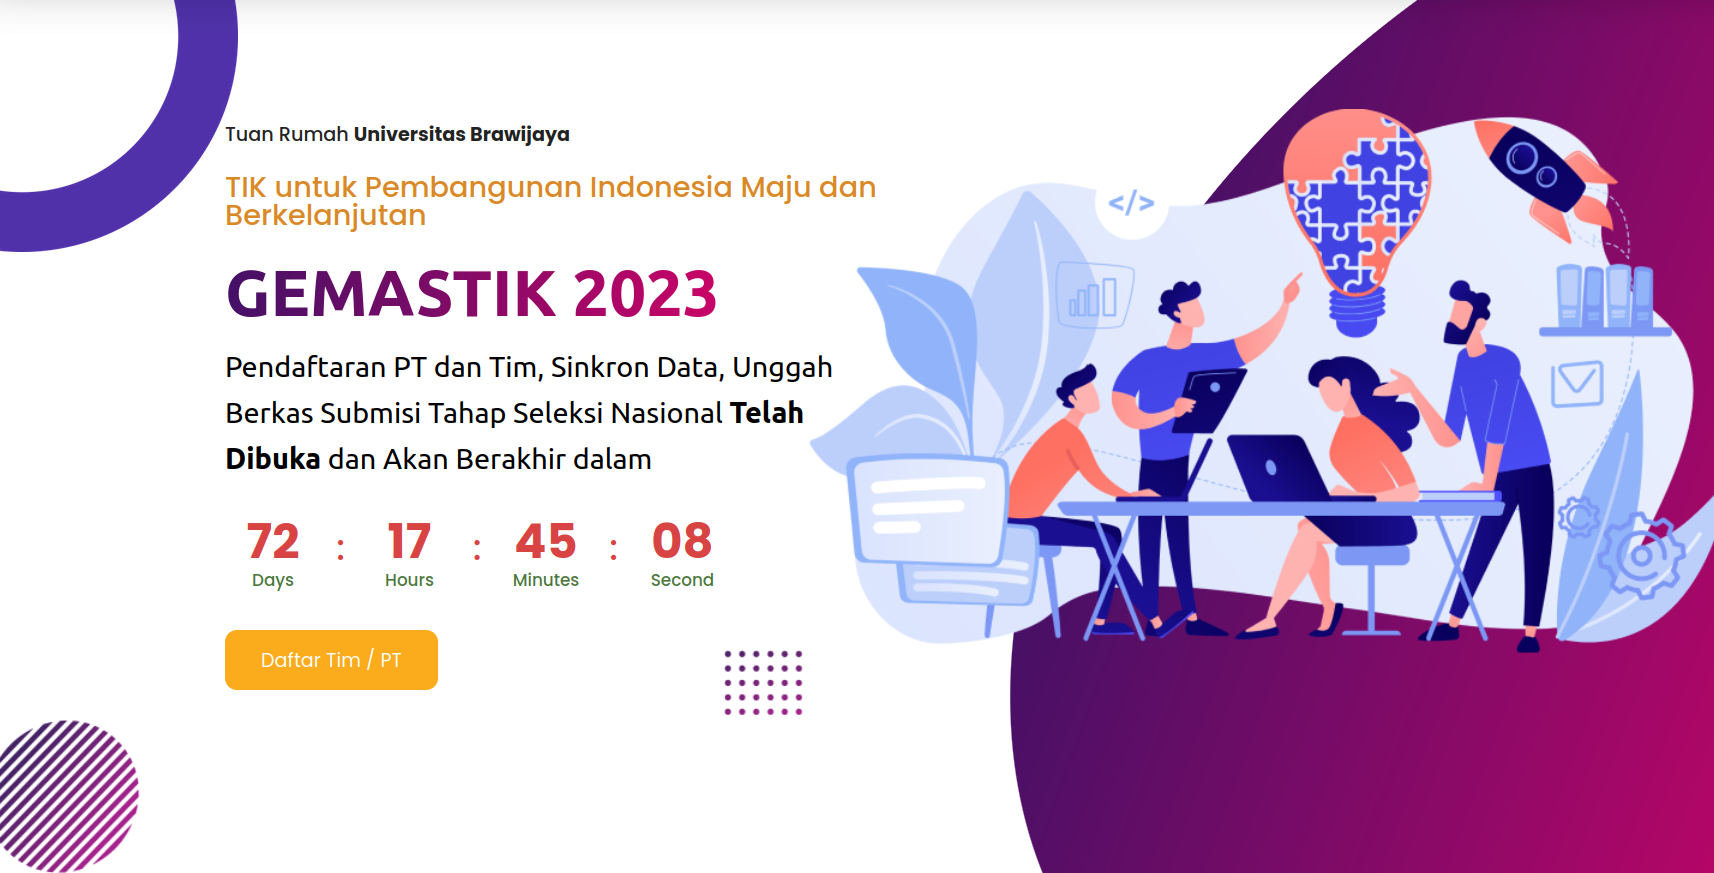 Tuan Rumah Universitas Brawijaya
TIK untuk Pembangunan Indonesia Maju dan
Berkelanjutan
GEMASTIK 2023
Pendaftaran PT dan Tim, Sinkron Data, Unggah
Berkas Submisi Tahap Seleksi Nasional Telah
Dibuka dan Akan Berakhir dalam
72 : 17 : 45 : 08
Days Hours Minutes Second
Daftar Tim / PT
</>